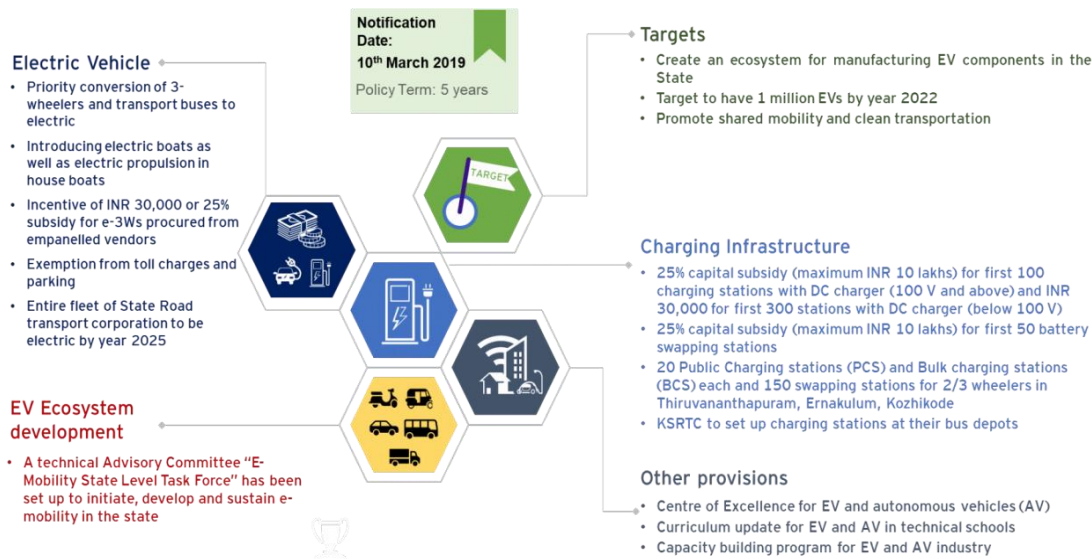 Notification
Date:
10th March 2019
Policy Term: 5 years
Electric Vehicle
• Priority conversion of 3-
wheelers and transport buses to
electric
• Introducing electric boats as
well as electric propulsion in
house boats
• Incentive of INR 30,000 or 25%
subsidy for e-3Ws procured from
empanelled vendors
• Exemption from toll charges and
parking
• Entire fleet of State Road
transport corporation to be
electric by year 2025
EV Ecosystem
development
• A technical Advisory Committee “E-
Mobility State Level Task Force” has been
set up to initiate, develop and sustain e-
mobility in the state
TARGET
Targets
• Create an ecosystem for manufacturing EV components in the
State
• Target to have 1 million EVs by year 2022
• Promote shared mobility and clean transportation
Charging Infrastructure
• 25% capital subsidy (maximum INR 10 lakhs) for first 100
charging stations with DC charger (100 V and above) and INR
30,000 for first 300 stations with DC charger (below 100 V)
• 25% capital subsidy (maximum INR 10 lakhs) for first 50 battery
swapping stations
• 20 Public Charging stations (PCS) and Bulk charging stations
(BCS) each and 150 swapping stations for 2/3 wheelers in
Thiruvananthapuram, Ernakulum, Kozhikode
• KSRTC to set up charging stations at their bus depots
Other provisions
• Centre of Excellence for EV and autonomous vehicles (AV)
• Curriculum update for EV and AV in technical schools
• Capacity building program for EV and AV industry